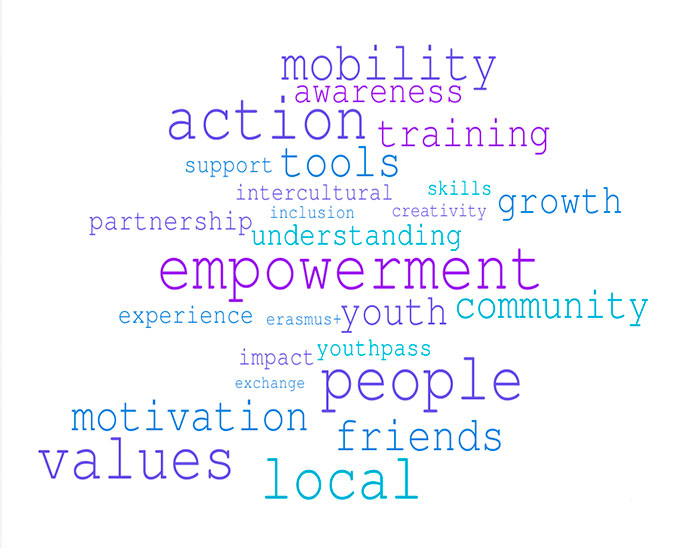 mobility
awareness
action
training
support
tools
intercultural
skills
growth
partnership
inclusion
creativity
understanding
empowerment
experience
erasmus+
youth
community
impact
youthpass
exchange
people
motivation
friends
values
local